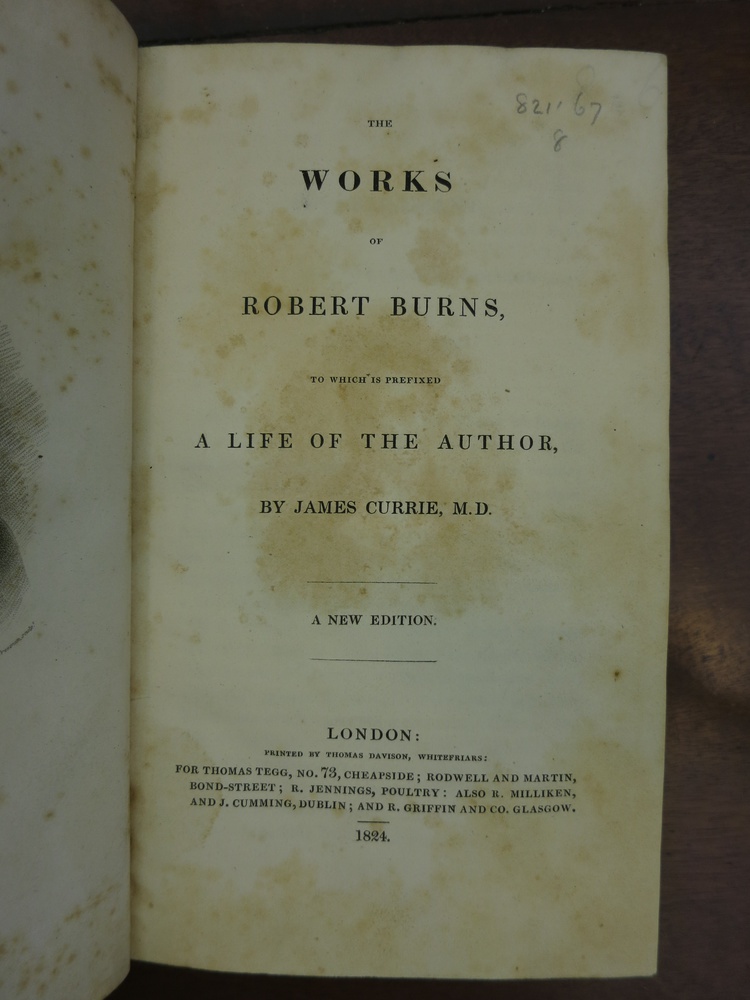 821.67
8
THE
WORKS
OF
ROBERT BURNS,
TO WHICH IS PREFIXED
A LIFE OF THE AUTHOR,
BY JAMES CURRIE, M.D.
A NEW EDITION.
LONDON:
PRINTED BY THOMAS DAVISON, WHITEFRIARS:
FOR THOMAS TEGG, NO. 73, CHEAPSIDE; RODWELL AND MARTIN,
BOND-STREET; R. JENNINGS, POULTRY: ALSO R. MILLIKEN,
AND J. CUMMING, DUBLIN; AND R. GRIFFIN AND CO. GLASGOW.
1824.